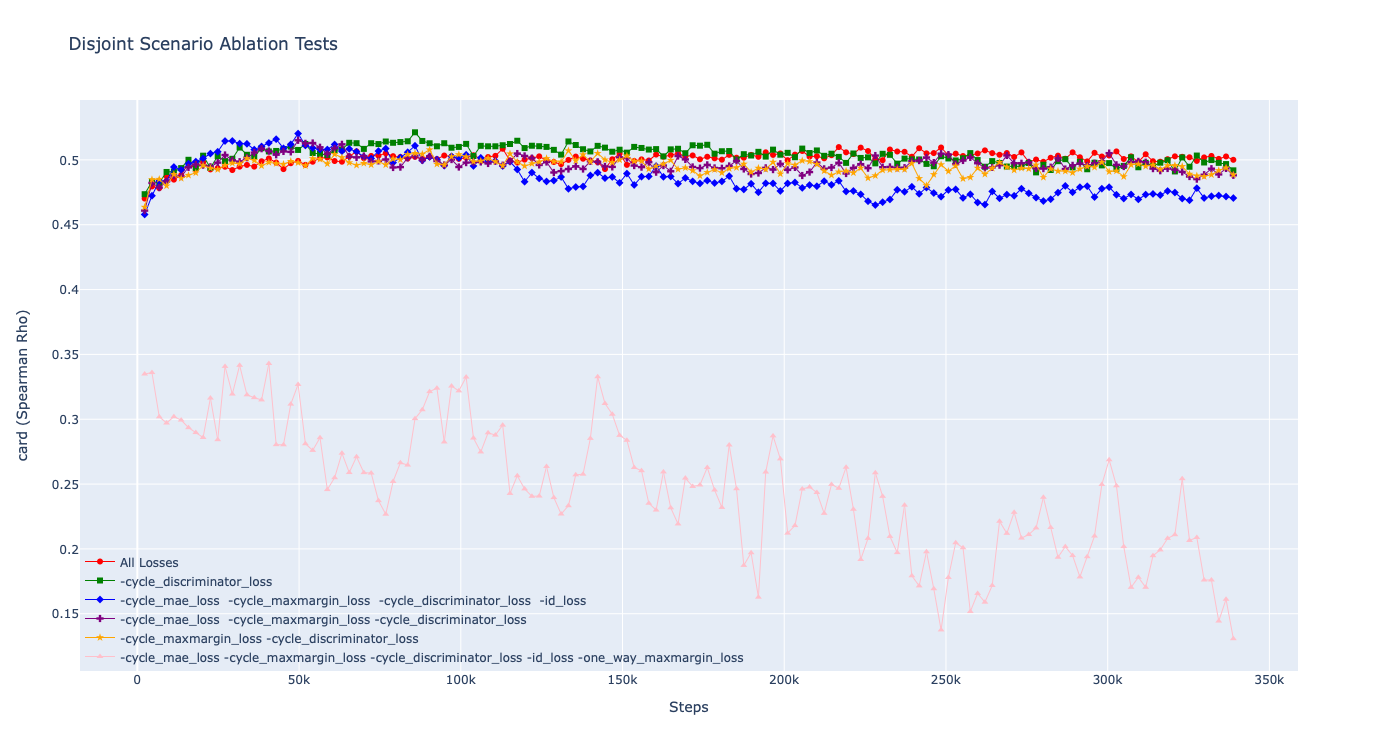 Disjoint Scenario Ablation Tests
card (Spearman Rho)
0.5
0.45
0.4
0.35
0.3
0.25
0.2
0.15
All Losses
-cycle_discriminator_loss
-cycle_mae_loss -cycle_maxmargin_loss -cycle_discriminator_loss -id_loss
-cycle_mae_loss -cycle_maxmargin_loss -cycle_discriminator_loss
-cycle_maxmargin_loss -cycle_discriminator_loss
-cycle_mae_loss -cycle_maxmargin_loss -cycle_discriminator_loss -id_loss -one_way_maxmargin_loss
0 50k 100k 150k 200k 250k 300k 350k
Steps